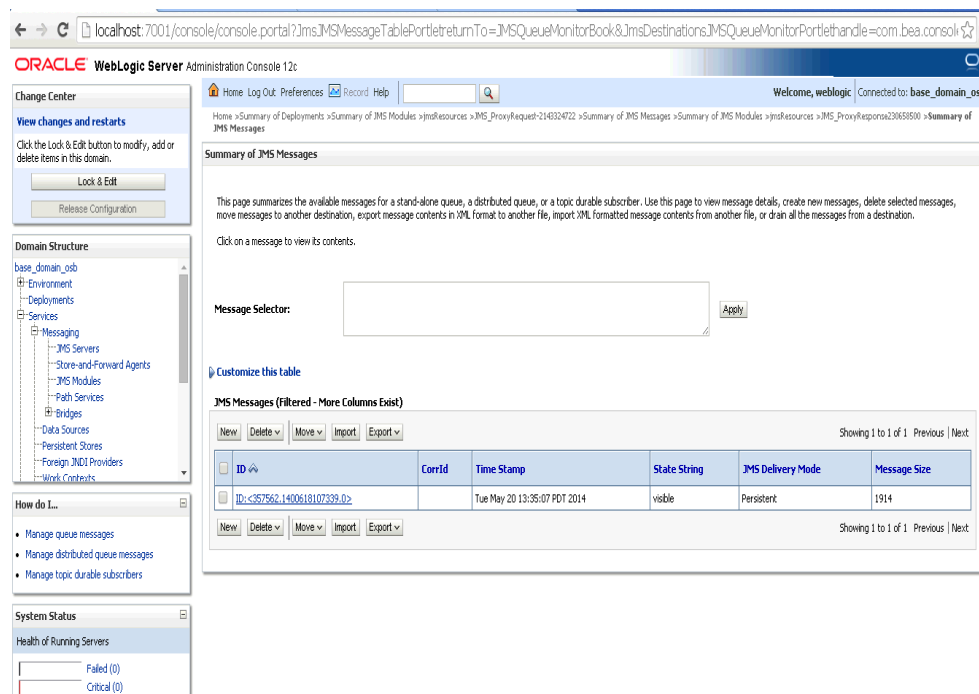 localhost:7001/console/console.portal?JmsJMSMessageTablePortletreturnTo=JMSQueueMonitorBook&JmsDestinationsJMSQueueMonitorPortlethandle=com.bea.consol
ORACLE WebLogic Server Administration Console 12c
Change Center
View changes and restarts
Click the Lock & Edit button to modify, add or
delete items in this domain.
Lock & Edit
Release Configuration
Domain Structure
base_domain_osb
Environment
Deployments
Services
Messaging
JMS Servers
Store-and-Forward Agents
JMS Modules
Path Services
Bridges
Data Sources
Persistent Stores
Foreign JNDI Providers
Work Contexts
How do I...
Manage queue messages
Manage distributed queue messages
Manage topic durable subscribers
System Status
Health of Running Servers
Failed (0)
Critical (0)
Home Log Out Preferences Record Help
Welcome, weblogic Connected to: base_domain_os
Home >Summary of Deployments >Summary of JMS Modules >jmsResources >JMS_ProxyRequest-2143324722 >Summary of JMS Messages >Summary of JMS Modules >jmsResources >JMS_ProxyResponse230658500 >Summary of
JMS Messages
Summary of JMS Messages
This page summarizes the available messages for a stand-alone queue, a distributed queue, or a topic durable subscriber. Use this page to view message details, create new messages, delete selected messages,
move messages to another destination, export message contents in XML format to another file, import XML formatted message contents from another file, or drain all the messages from a destination.
Click on a message to view its contents.
Message Selector:
Apply
Customize this table
JMS Messages (Filtered - More Columns Exist)
New Delete Move Import Export Showing 1 to 1 of 1 Previous | Next
ID CorrId Time Stamp State String JMS Delivery Mode Message Size
ID:<357562.1400618107339.0> Tue May 20 13:35:07 PDT 2014 visible Persistent 1914
New Delete Move Import Export Showing 1 to 1 of 1 Previous | Next